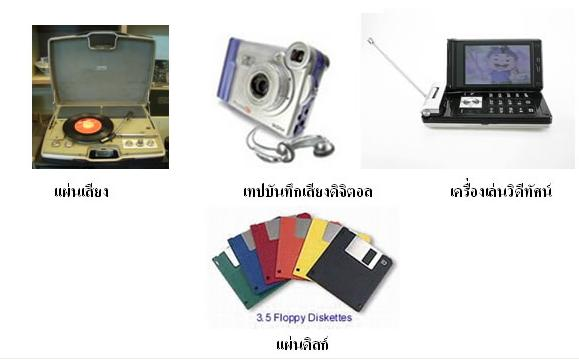 แผ่นเสียง
เทปบันทึกเสียงดิจิตอล
เครื่องเล่นวิดีทัศน์
3.5 Floppy Diskettes
แผ่นดิสก์